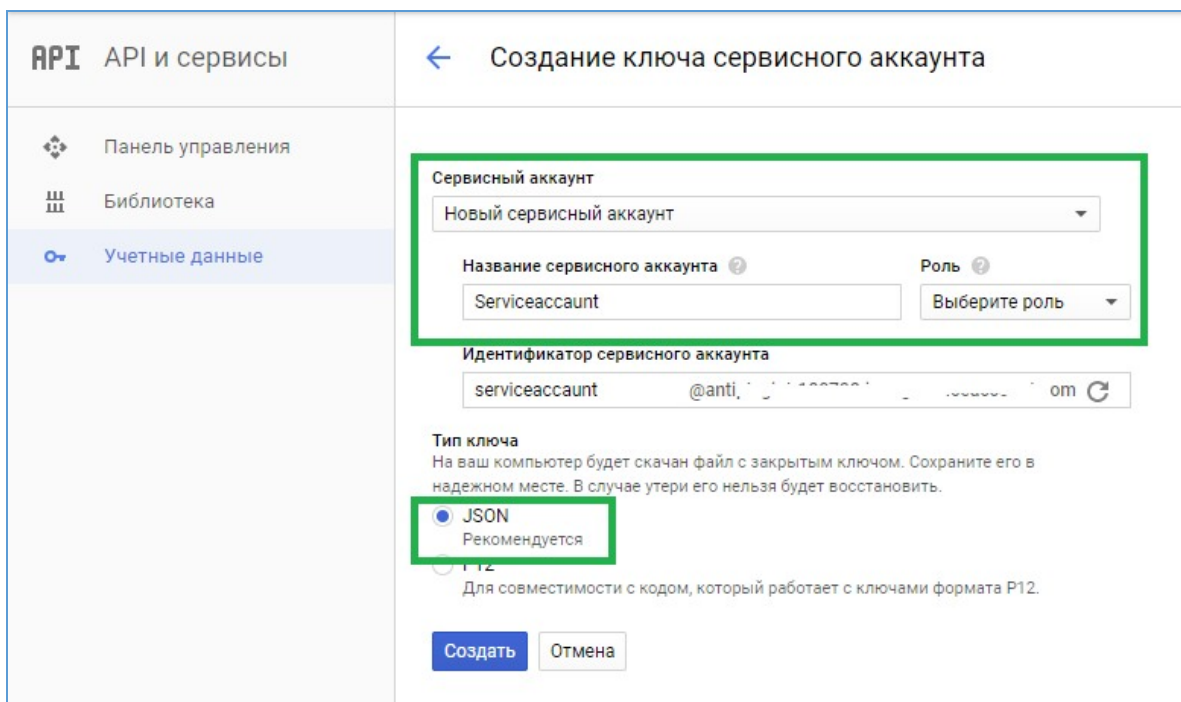 API API и сервисы
Создание ключа сервисного аккаунта
Панель управления
Библиотека
Учетные данные
Сервисный аккаунт
Новый сервисный аккаунт
Название сервисного аккаунта
Роль
Serviceaccaunt
Выберите роль
Идентификатор сервисного аккаунта
serviceaccaunt @anti om
Тип ключа
На ваш компьютер будет скачан файл с закрытым ключом. Сохраните его в
надежном месте. В случае утери его нельзя будет восстановить.
JSON
Рекомендуется
P12
Для совместимости с кодом, который работает с ключами формата P12.
Создать Отмена